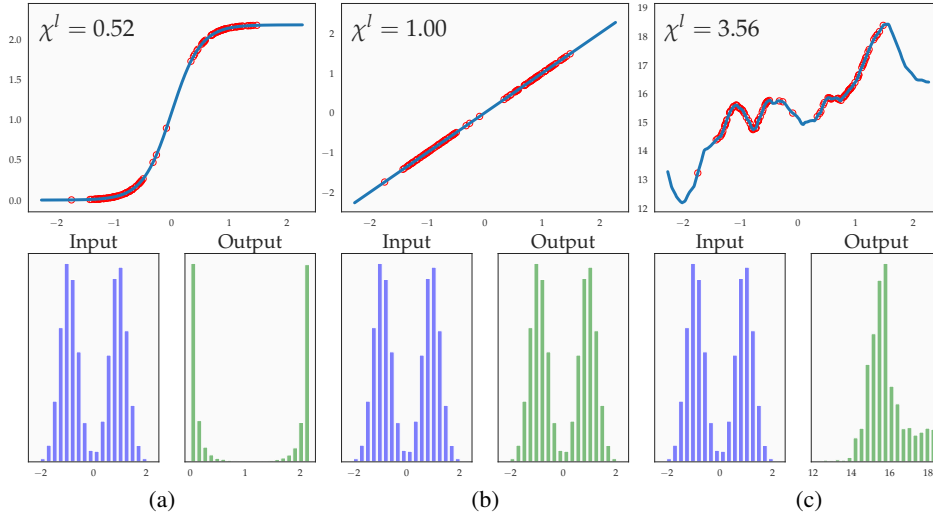 χˡ = 0.52
2.0
1.5
1.0
0.5
0.0
−2 −1 0 1 2
Input Output
−2 0 2 0 1 2
(a)
χˡ = 1.00
2
1
0
−1
−2
−2 −1 0 1 2
Input Output
−2 0 2 −2 0 2
(b)
χˡ = 3.56
19
18
17
16
15
14
13
12
−1 0 1 2
Input Output
−2 0 2 12 14 16 18
(c)